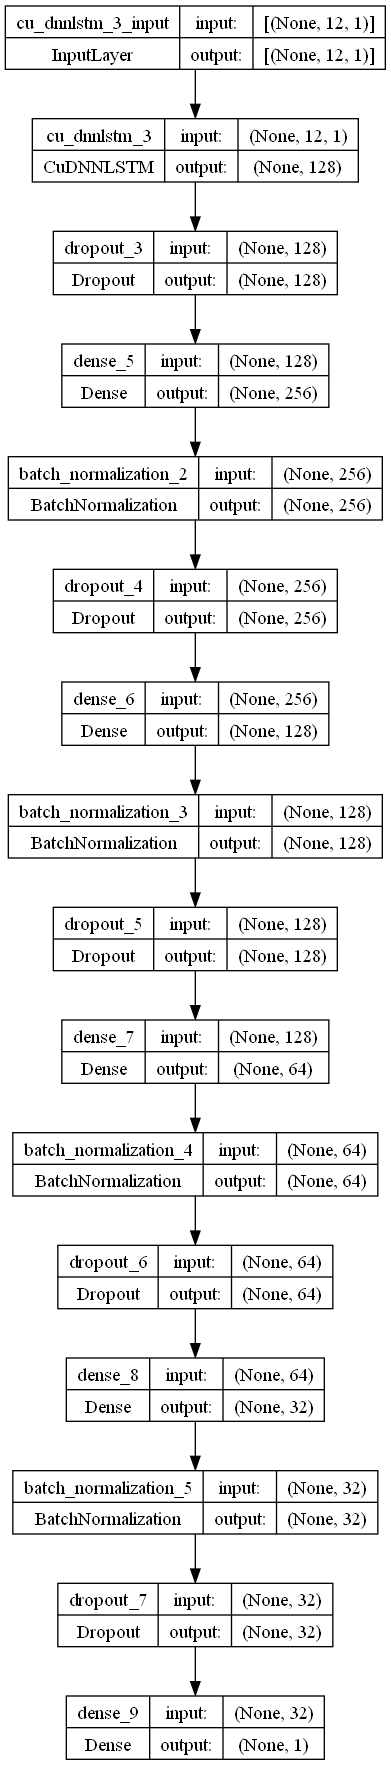 cu_dnnlstm_3_input input: [(None, 12, 1)]
InputLayer output: [(None, 12, 1)]
cu_dnnlstm_3 input: (None, 12, 1)
CuDNNLSTM output: (None, 128)
dropout_3 input: (None, 128)
Dropout output: (None, 128)
dense_5 input: (None, 128)
Dense output: (None, 256)
batch_normalization_2 input: (None, 256)
BatchNormalization output: (None, 256)
dropout_4 input: (None, 256)
Dropout output: (None, 256)
dense_6 input: (None, 256)
Dense output: (None, 128)
batch_normalization_3 input: (None, 128)
BatchNormalization output: (None, 128)
dropout_5 input: (None, 128)
Dropout output: (None, 128)
dense_7 input: (None, 128)
Dense output: (None, 64)
batch_normalization_4 input: (None, 64)
BatchNormalization output: (None, 64)
dropout_6 input: (None, 64)
Dropout output: (None, 64)
dense_8 input: (None, 64)
Dense output: (None, 32)
batch_normalization_5 input: (None, 32)
BatchNormalization output: (None, 32)
dropout_7 input: (None, 32)
Dropout output: (None, 32)
dense_9 input: (None, 32)
Dense output: (None, 1)